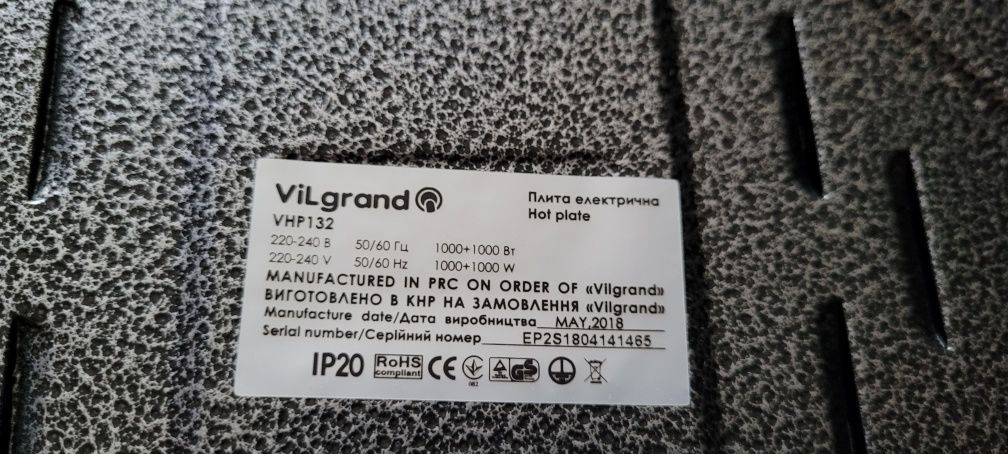 ViLgrand
Плита електрична
VHP132
Hot plate
220-240 В 50/60 Гц 1000+1000 Вт
220-240 V 50/60 Hz 1000+1000 W
MANUFACTURED IN PRC ON ORDER OF «Vilgrand»
ВИГОТОВЛЕНО В КНР НА ЗАМОВЛЕННЯ «Vilgrand»
Manufacture date/Дата виробництва MAY,2018
Serial number/Серійний номер EP2S1804141465
IP20 RoHS compliant CE GS
082